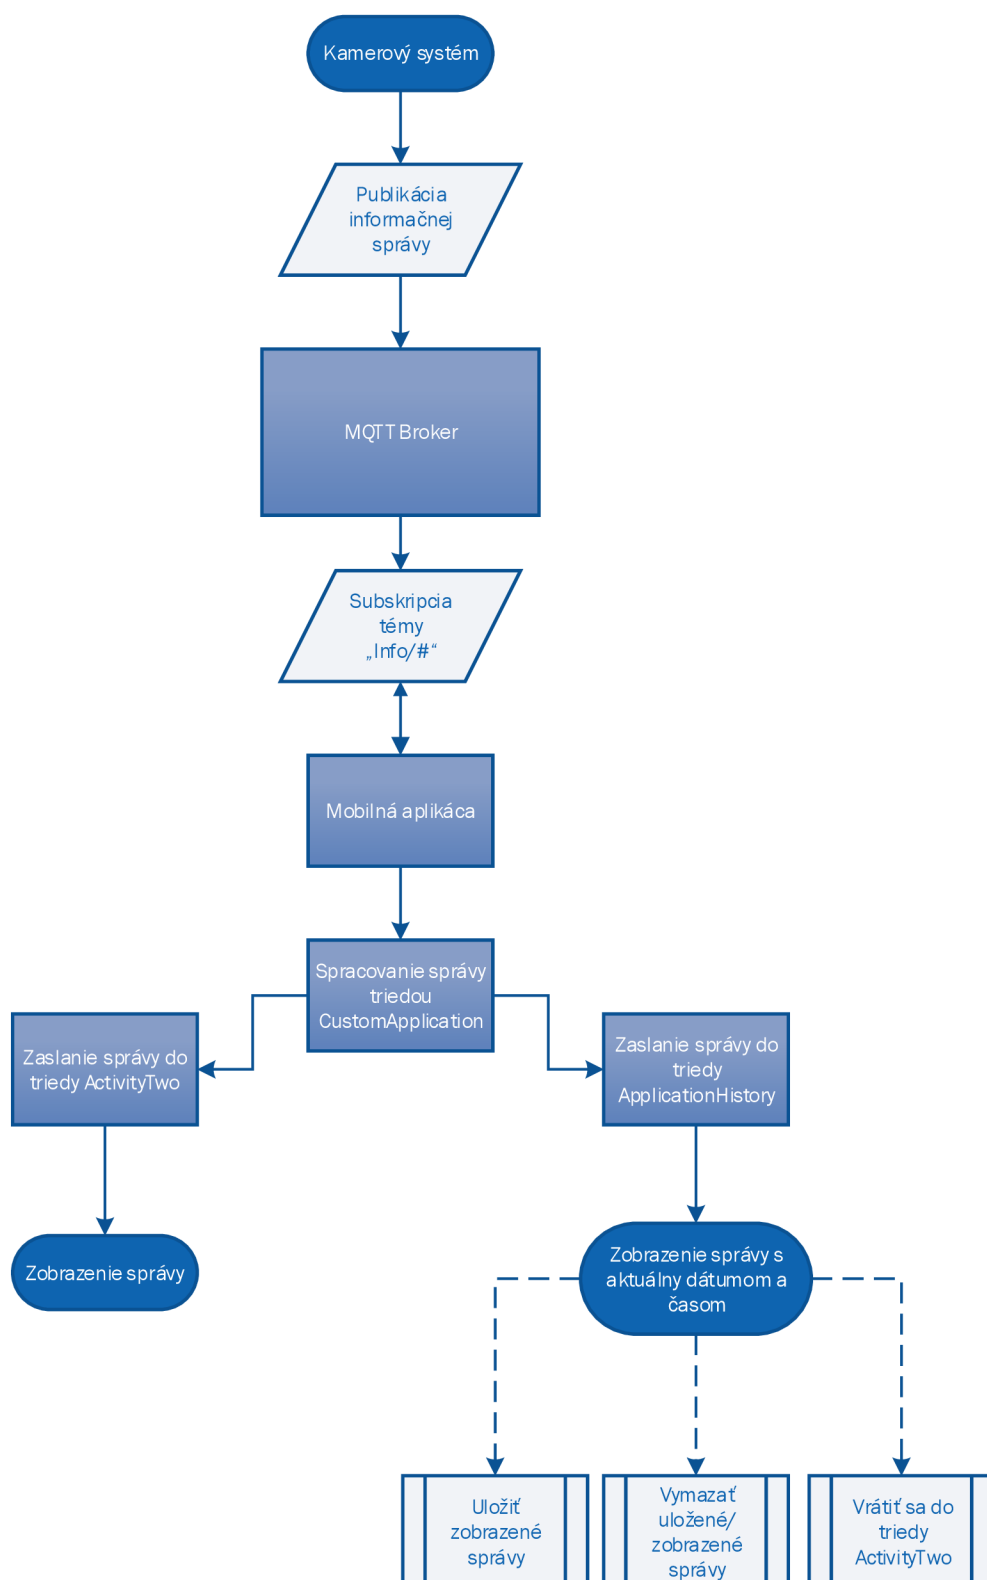 Kamerový systém
Publikácia
informačnej
správy
MQTT Broker
Subskripcia
témy
„Info/#“
Mobilná aplikáca
Spracovanie správy
triedou
CustomApplication
Zaslanie správy do
triedy ActivityTwo
Zaslanie správy do
triedy
ApplicationHistory
Zobrazenie správy
Zobrazenie správy s
aktuálny dátumom a
časom
Uložiť
zobrazené
správy
Vymazať
uložené/
zobrazené
správy
Vrátiť sa do
triedy
ActivityTwo